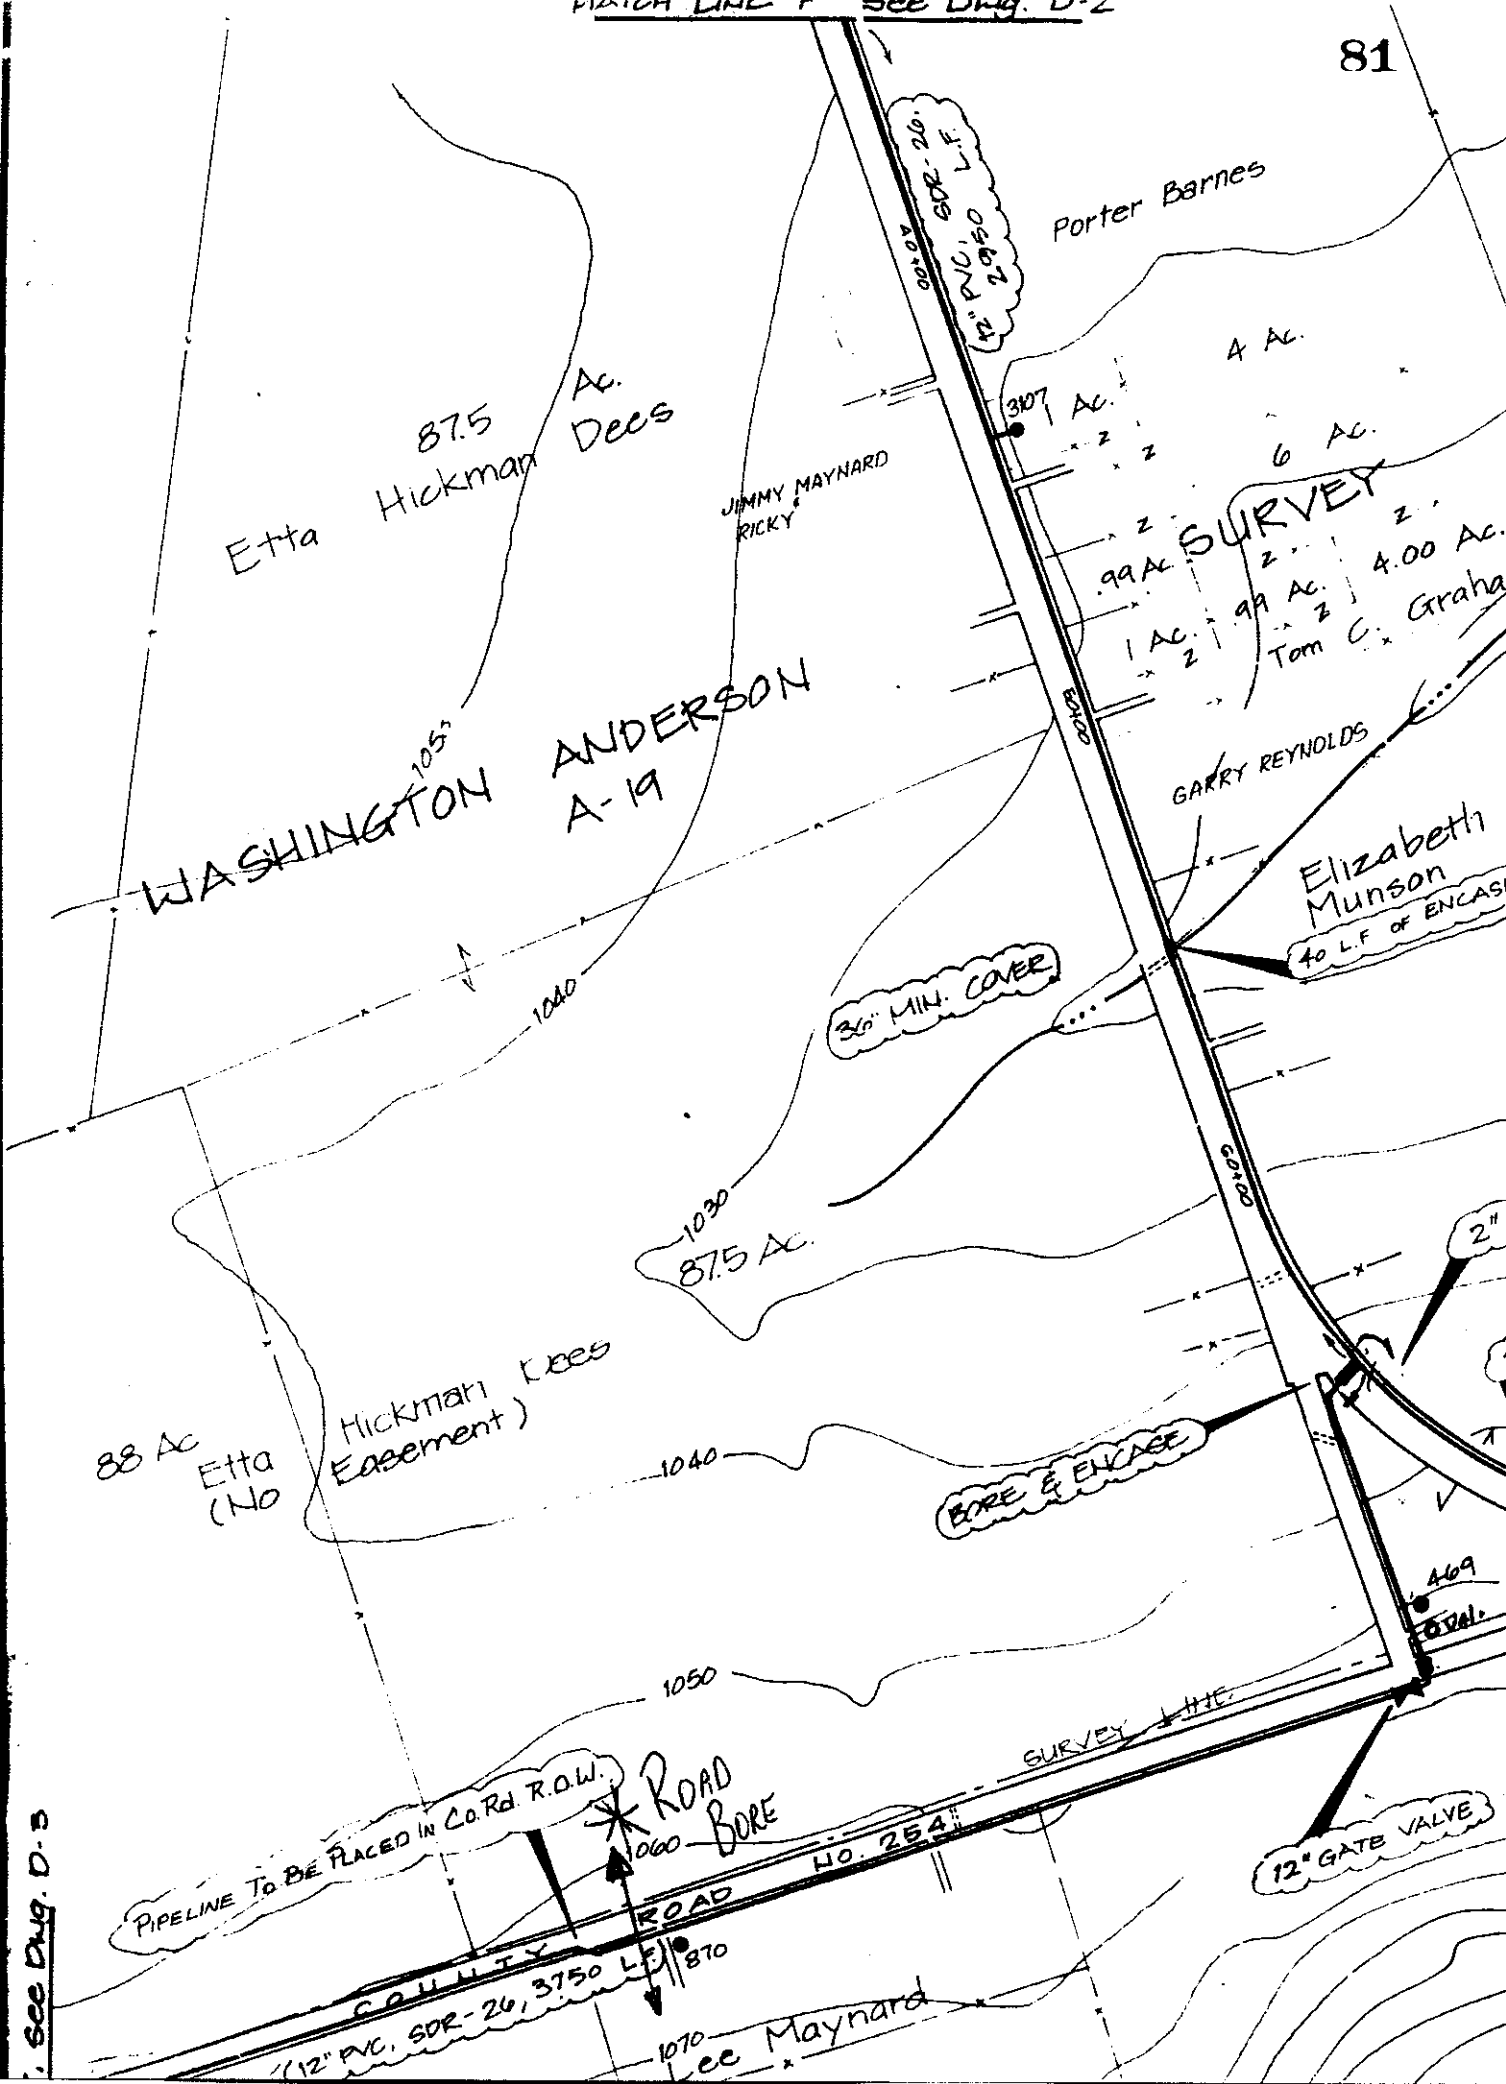 MATCH LINE F See Dwg. D-2
81
12" PVC, SDR-26,
2950 L.F.
40+00
Porter Barnes
4 Ac.
87.5 Ac.
Etta Hickman Dees
3107
1 Ac.
6 Ac.
JIMMY MAYNARD
RICKY
SURVEY
.99 Ac.
.99 Ac.
4.00 Ac.
1 Ac.
Tom C. Graha
WASHINGTON ANDERSON
A-19
105
50+00
GARRY REYNOLDS
Elizabeth
Munson
40 L.F OF ENCAS
36" MIN. COVER
1040
60+00
1030
87.5 Ac.
2"
88 Ac
Etta Hickman Dees
(No Easement)
1040
BORE & ENCASE
469
1050
SURVEY LINE
PIPELINE TO BE PLACED IN Co. Rd. R.O.W.
ROAD
BORE
1060
12" GATE VALVE
COUNTY ROAD NO. 254
12" PVC, SDR-26, 3750 L.F.
870
1070
Lee Maynard
See Dwg. D-3